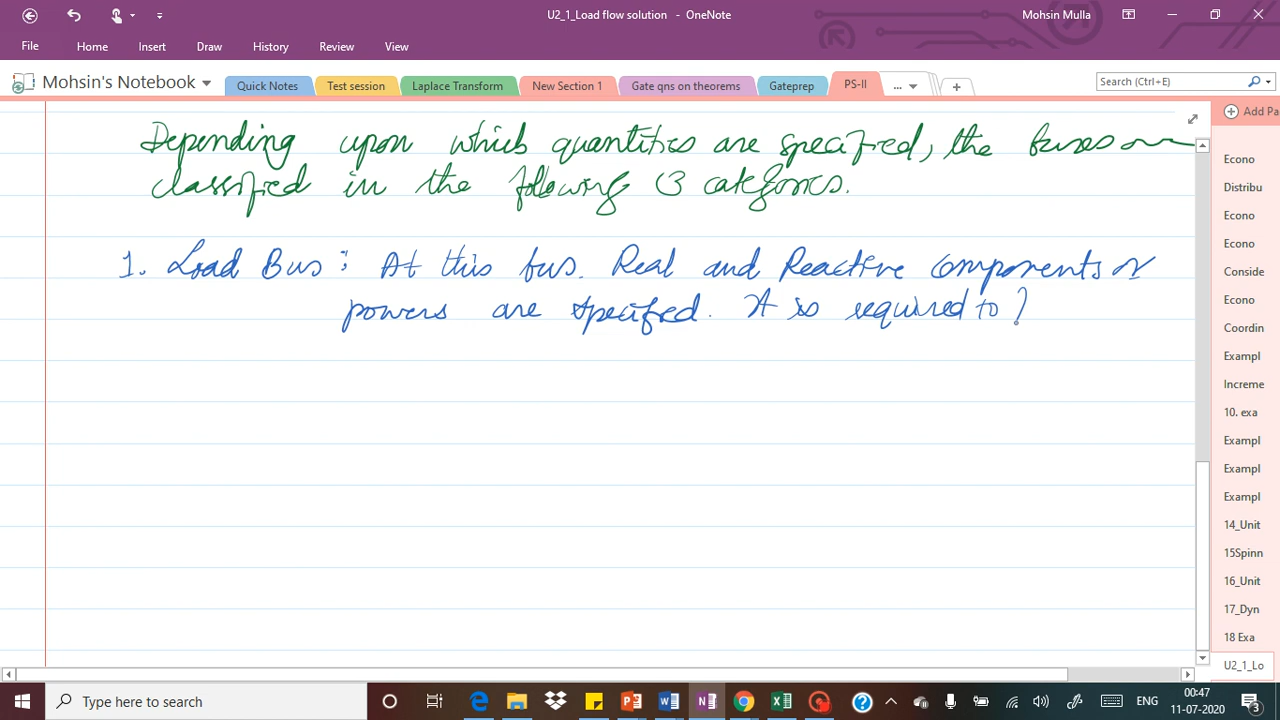 U2_1_Load flow solution - OneNote
Mohsin Mulla
File Home Insert Draw History Review View
Mohsin's Notebook
Quick Notes Test session Laplace Transform New Section 1 Gate qns on theorems Gateprep PS-II ...
Search (Ctrl+E)
Add Pa
Depending upon which quantities are specified, the buses are
classified in the following 3 categories.
1. Load Bus : At this bus. Real and Reactive components of
powers are specified. It is required to
Econo
Distribu
Econo
Econo
Conside
Econo
Coordin
Exampl
Increme
10. exa
Exampl
Exampl
Exampl
14_Unit
15Spinn
16_Unit
17_Dyn
18 Exa
U2_1_Lo
Type here to search
ENG
00:47
11-07-2020
3